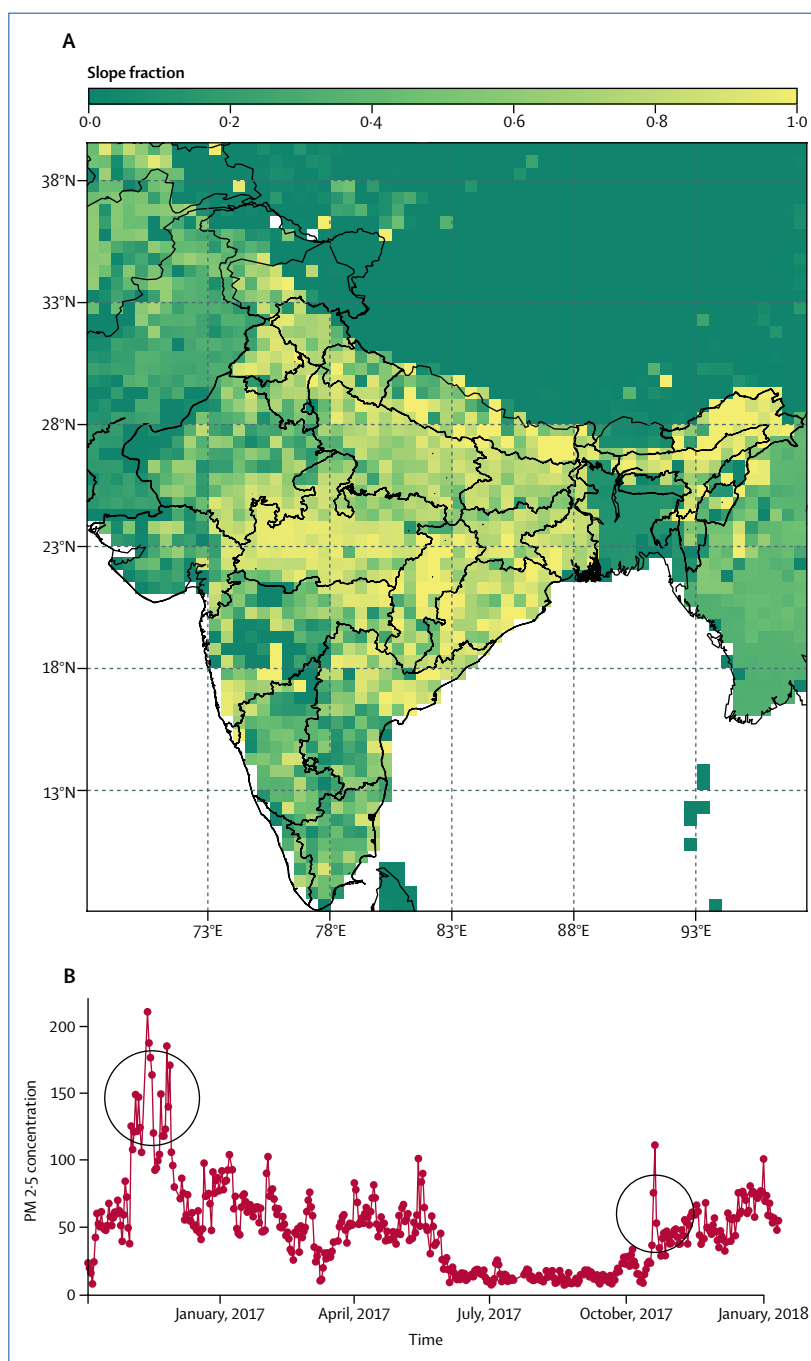 A
Slope fraction
0·0 0·2 0·4 0·6 0·8 1·0
38°N
33°N
28°N
23°N
18°N
13°N
73°E 78°E 83°E 88°E 93°E
B
200
150
100
50
0
PM 2·5 concentration
January, 2017 April, 2017 July, 2017 October, 2017 January, 2018
Time